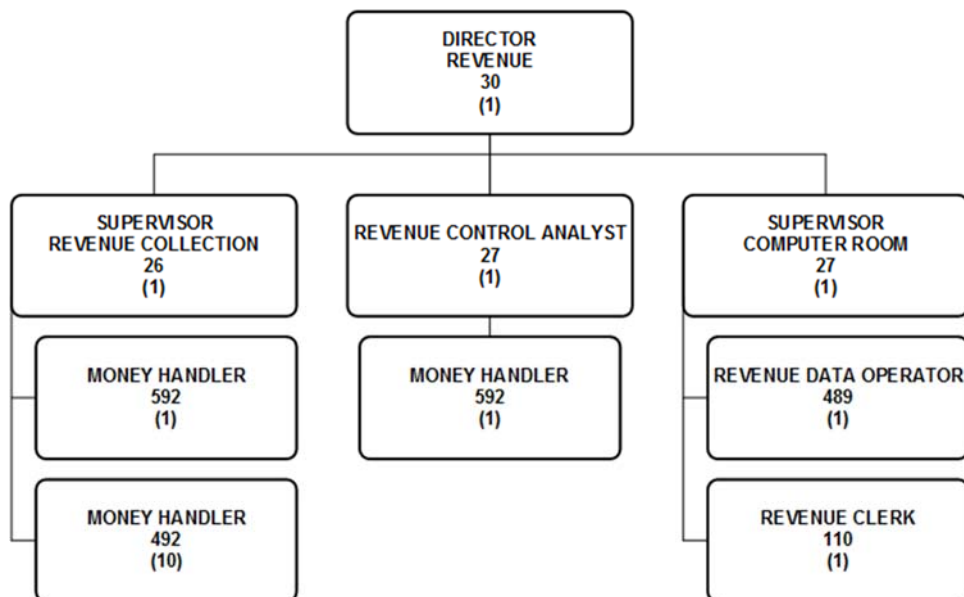 DIRECTOR
REVENUE
30
(1)
SUPERVISOR
REVENUE COLLECTION
26
(1)
REVENUE CONTROL ANALYST
27
(1)
SUPERVISOR
COMPUTER ROOM
27
(1)
MONEY HANDLER
592
(1)
MONEY HANDLER
592
(1)
REVENUE DATA OPERATOR
489
(1)
MONEY HANDLER
492
(10)
REVENUE CLERK
110
(1)